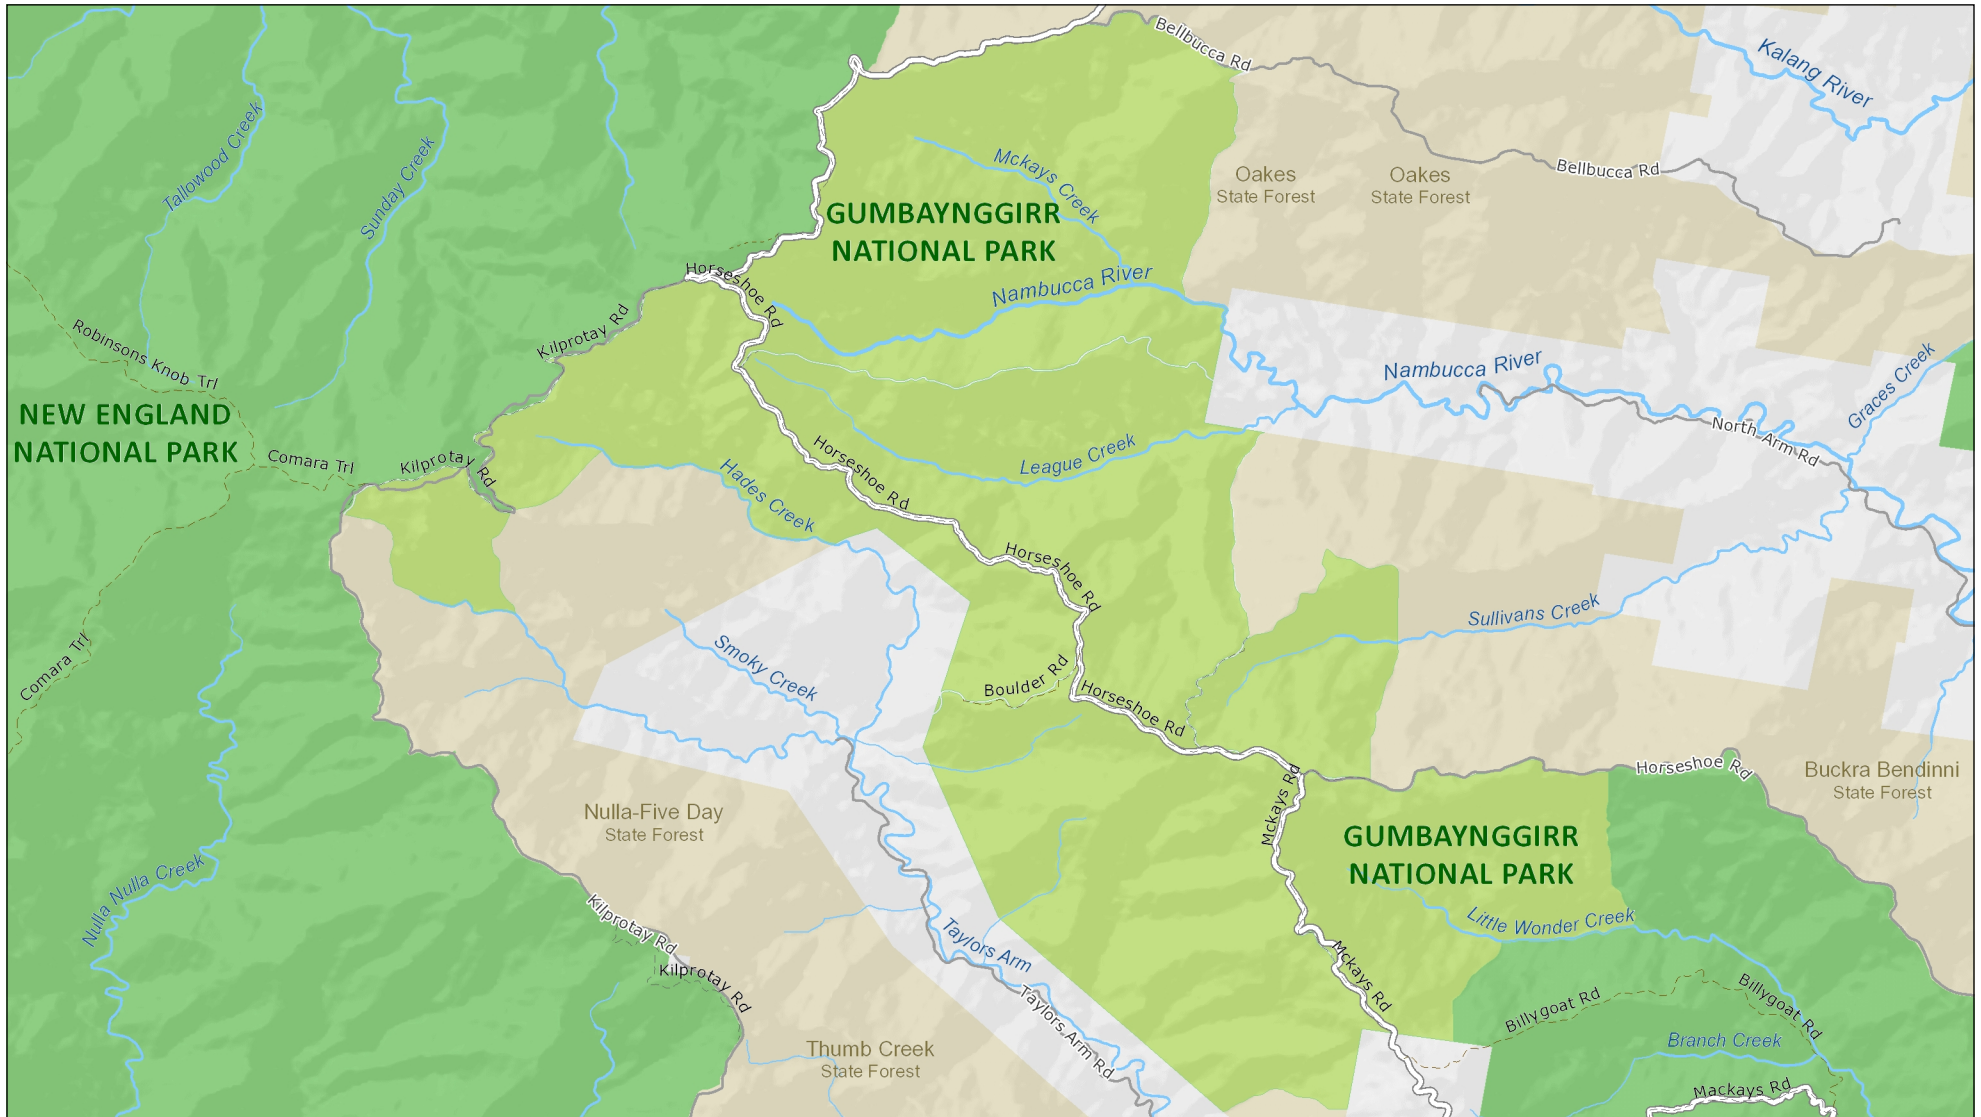 Bellbucca Rd
Kalang River
Tallowood Creek
Sunday Creek
Mckays Creek
Bellbucca Rd
Oakes
State Forest
Oakes
State Forest
GUMBAYNGGIRR
NATIONAL PARK
Horseshoe Rd
Nambucca River
Kilprotay Rd
Robinsons Knob Trl
Nambucca River
Graces Creek
NEW ENGLAND
NATIONAL PARK
North Arm Rd
Comara Trl
Kilprotay Rd
Horseshoe Rd
League Creek
Hades Creek
Horseshoe Rd
Sullivans Creek
Comara Trl
Smoky Creek
Boulder Rd
Horseshoe Rd
Mckays Rd
Horseshoe Rd
Buckra Bendinni
State Forest
Nulla-Five Day
State Forest
GUMBAYNGGIRR
NATIONAL PARK
Nulla Nulla Creek
Kilprotay Rd
Little Wonder Creek
Taylors Arm
Kilprotay Rd
Mckays Rd
Billygoat Rd
Billygoat Rd
Taylors Arm Rd
Branch Creek
Thumb Creek
State Forest
Mackays Rd